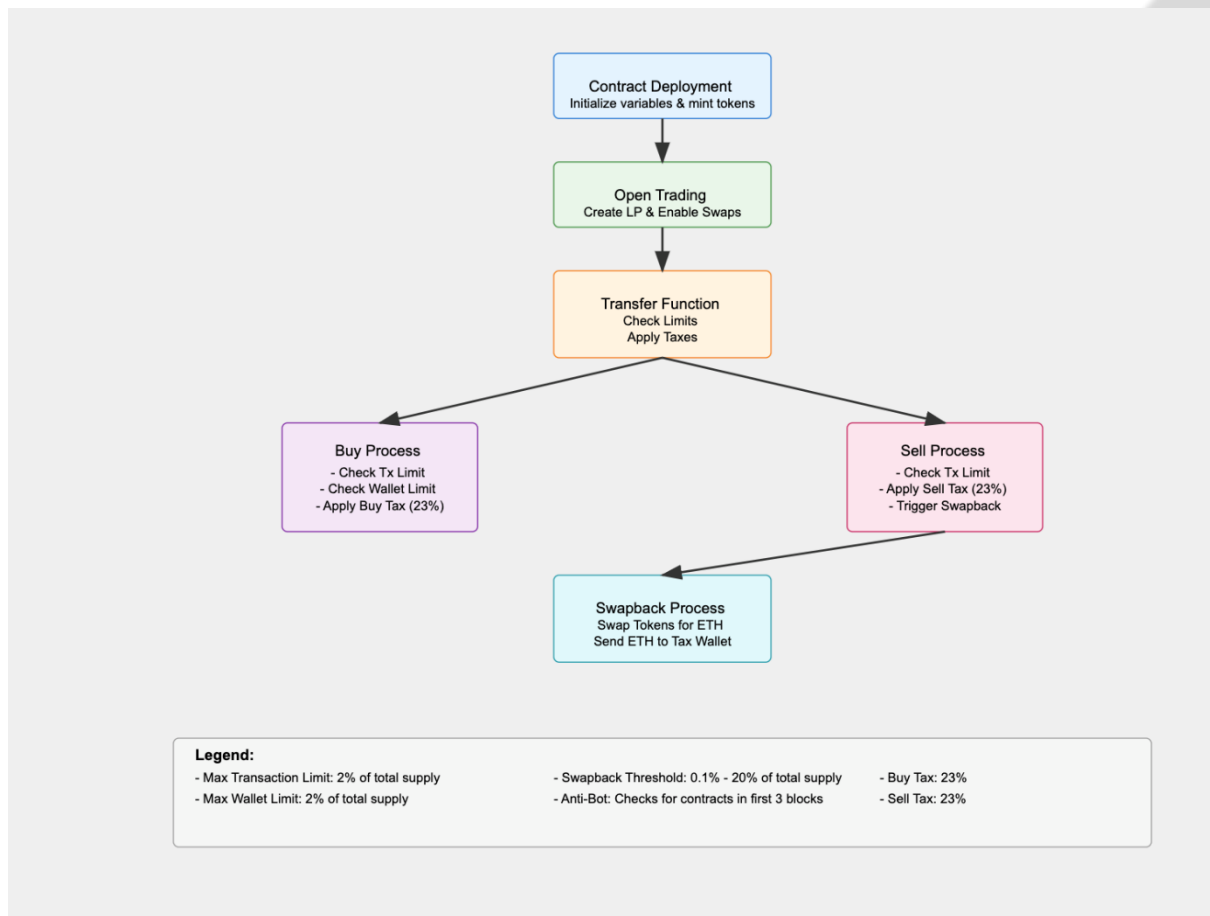 Contract Deployment
Initialize variables & mint tokens
Open Trading
Create LP & Enable Swaps
Transfer Function
Check Limits
Apply Taxes
Buy Process
- Check Tx Limit
- Check Wallet Limit
- Apply Buy Tax (23%)
Sell Process
- Check Tx Limit
- Apply Sell Tax (23%)
- Trigger Swapback
Swapback Process
Swap Tokens for ETH
Send ETH to Tax Wallet
Legend:
- Max Transaction Limit: 2% of total supply
- Max Wallet Limit: 2% of total supply
- Swapback Threshold: 0.1% - 20% of total supply
- Anti-Bot: Checks for contracts in first 3 blocks
- Buy Tax: 23%
- Sell Tax: 23%